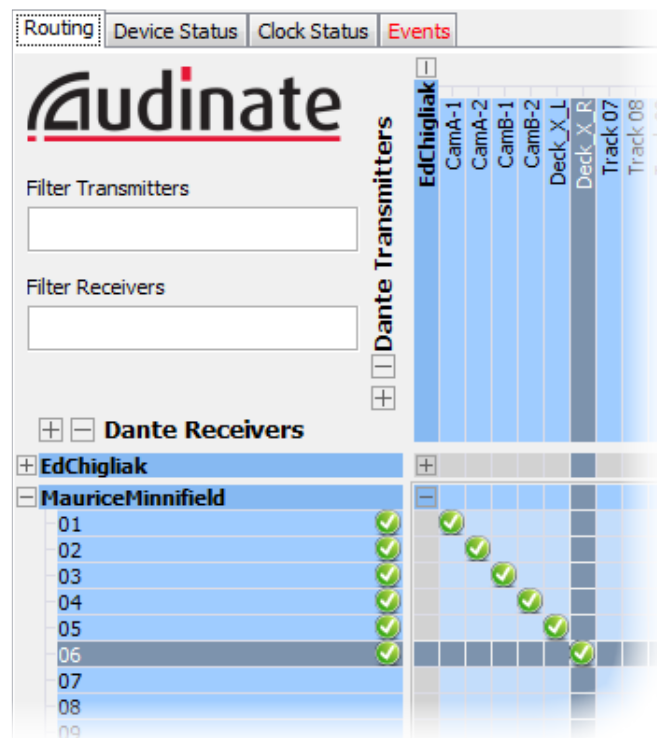 Routing
Device Status
Clock Status
Events
Audinate
Filter Transmitters
Filter Receivers
Dante Transmitters
Dante Receivers
EdChigliak
CamA-1
CamA-2
CamB-1
CamB-2
Deck_X_L
Deck_X_R
Track 07
Track 08
EdChigliak
MauriceMinnifield
01
02
03
04
05
06
07
08
09